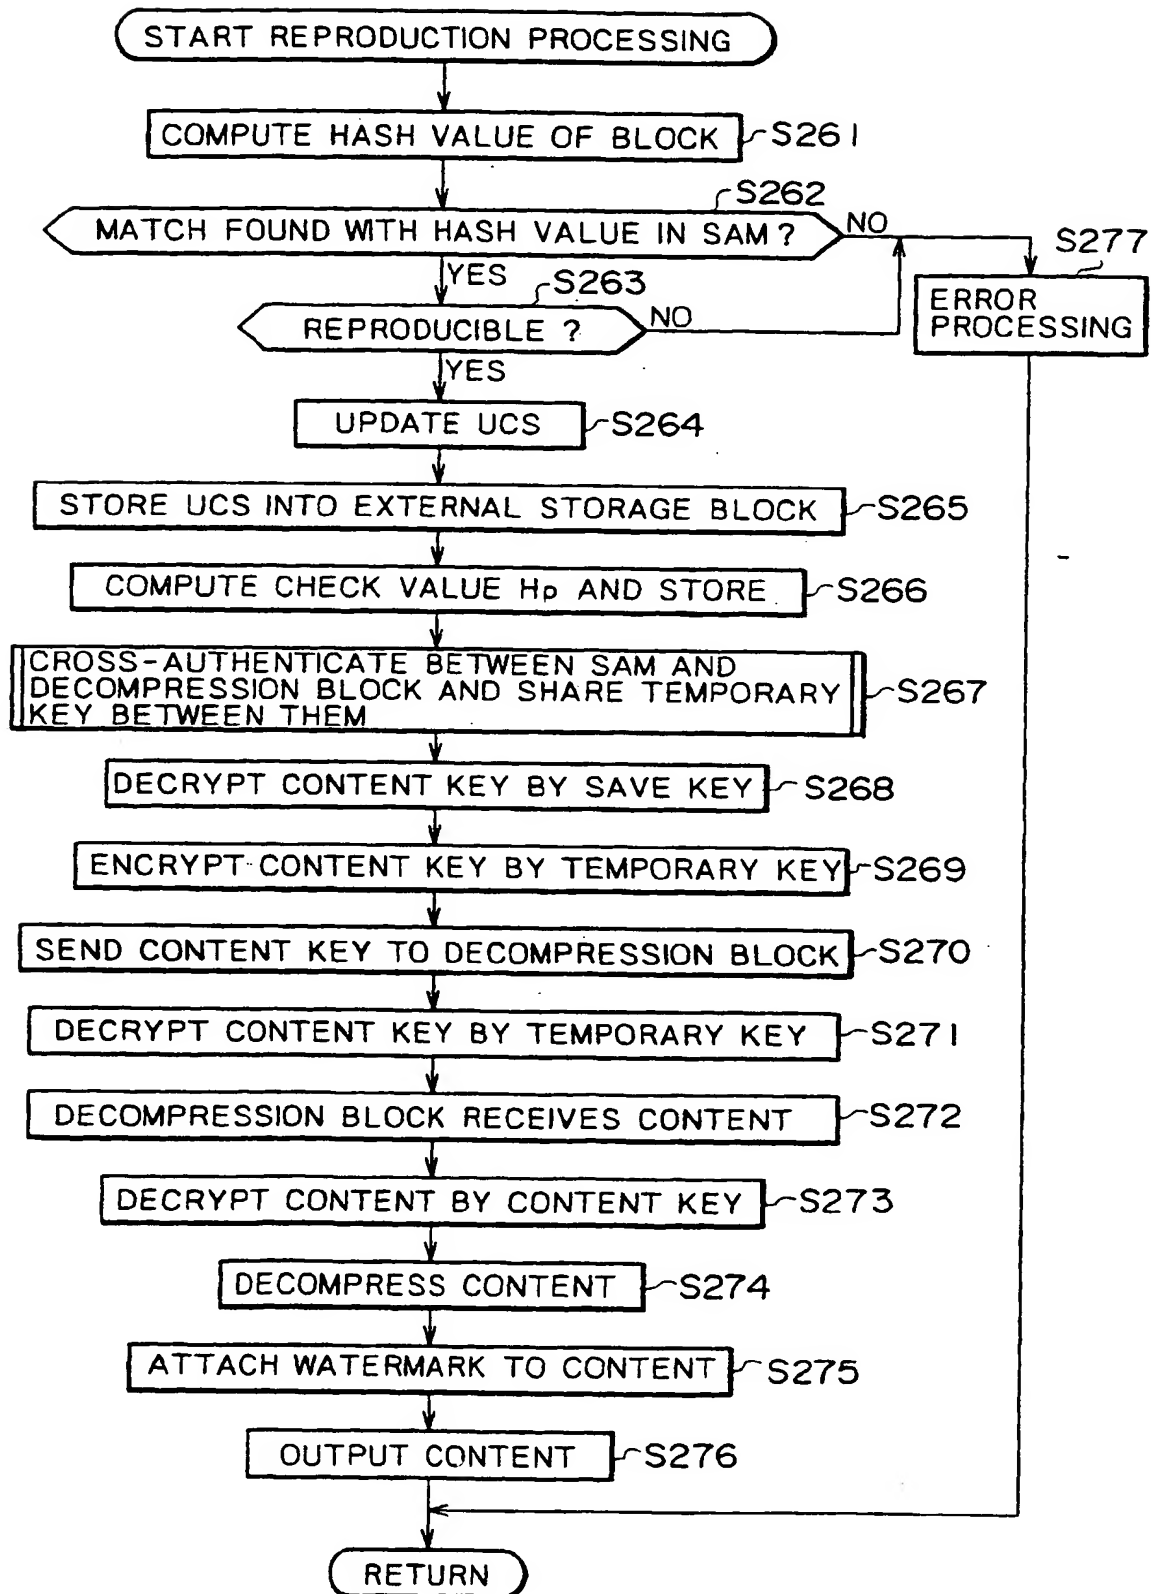 START REPRODUCTION PROCESSING
COMPUTE HASH VALUE OF BLOCK
S261
S262
MATCH FOUND WITH HASH VALUE IN SAM ?
NO
S277
YES
S263
ERROR
PROCESSING
REPRODUCIBLE ?
NO
YES
UPDATE UCS
S264
STORE UCS INTO EXTERNAL STORAGE BLOCK
S265
COMPUTE CHECK VALUE Hp AND STORE
S266
CROSS-AUTHENTICATE BETWEEN SAM AND
DECOMPRESSION BLOCK AND SHARE TEMPORARY
KEY BETWEEN THEM
S267
DECRYPT CONTENT KEY BY SAVE KEY
S268
ENCRYPT CONTENT KEY BY TEMPORARY KEY
S269
SEND CONTENT KEY TO DECOMPRESSION BLOCK
S270
DECRYPT CONTENT KEY BY TEMPORARY KEY
S271
DECOMPRESSION BLOCK RECEIVES CONTENT
S272
DECRYPT CONTENT BY CONTENT KEY
S273
DECOMPRESS CONTENT
S274
ATTACH WATERMARK TO CONTENT
S275
OUTPUT CONTENT
S276
RETURN